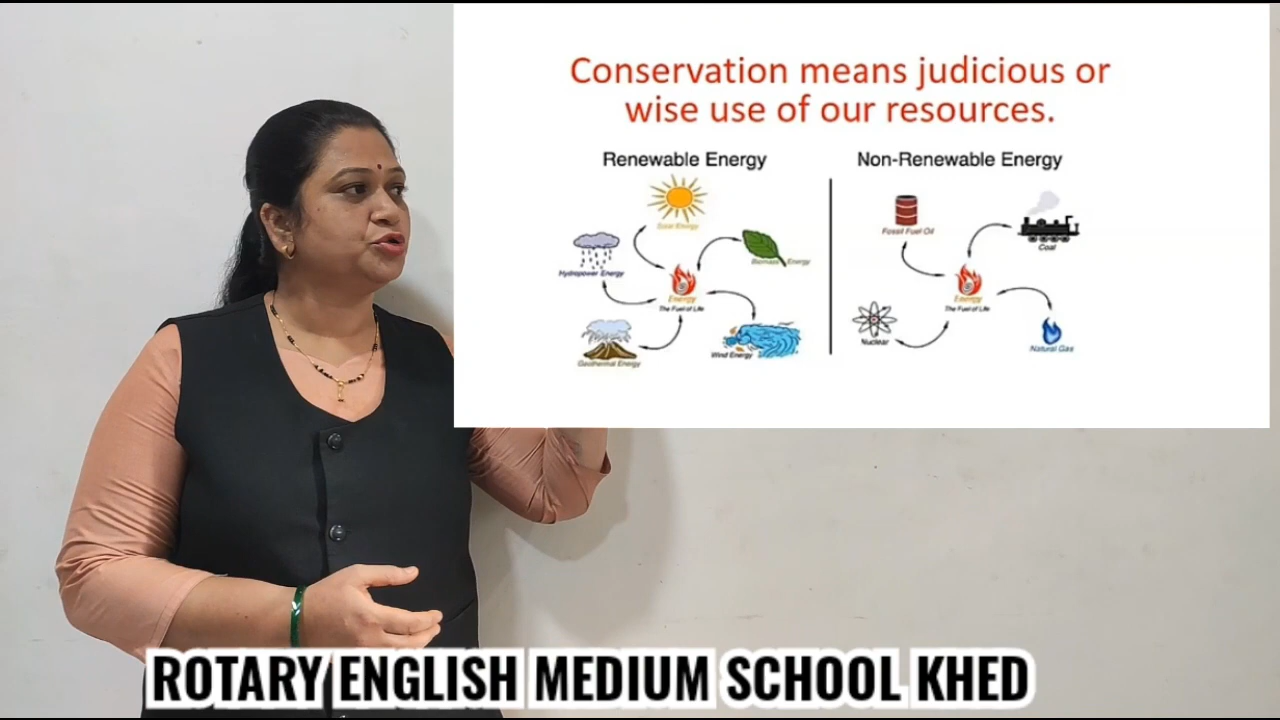 Conservation means judicious or
wise use of our resources.
Renewable Energy
Solar Energy
Hydropower Energy
Biomass Energy
Energy
The Fuel of Life
Geothermal Energy
Wind Energy
Non-Renewable Energy
Fossil Fuel Oil
Coal
Energy
The Fuel of Life
Nuclear
Natural Gas
ROTARY ENGLISH MEDIUM SCHOOL KHED